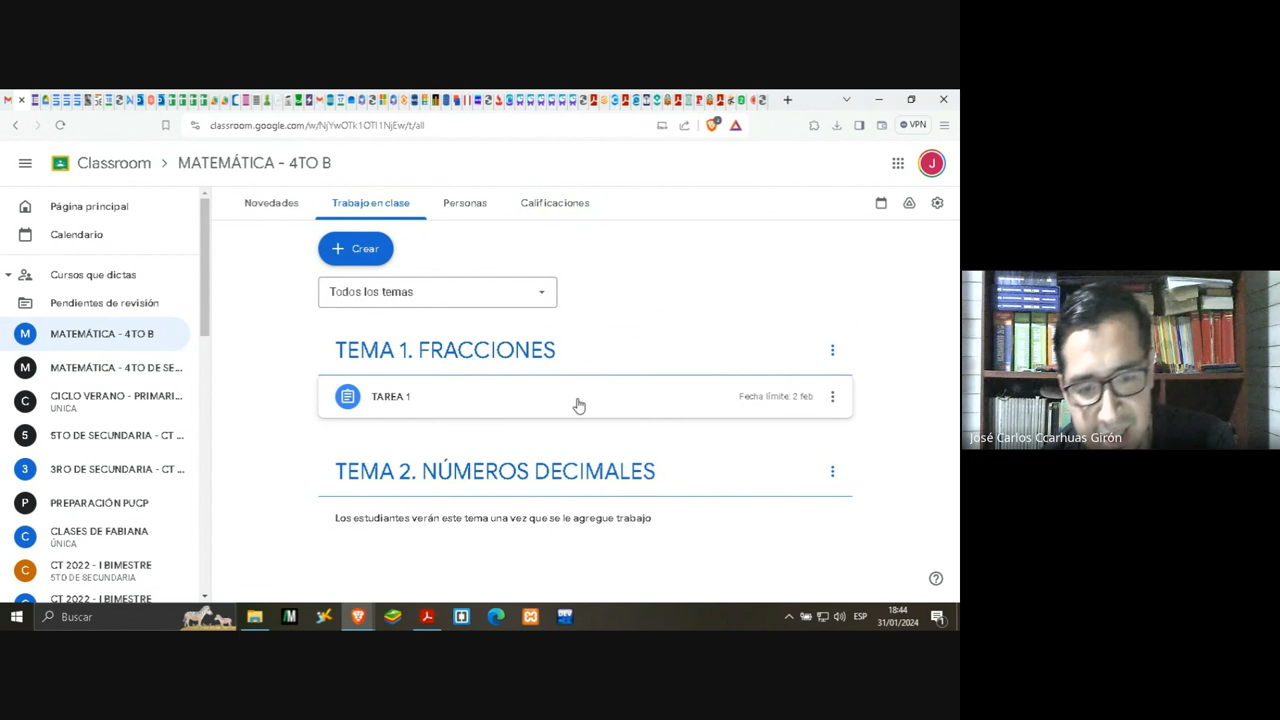 classroom.google.com/w/NjYwOTk1OTI1NjEw/t/all
VPN
Classroom > MATEMÁTICA - 4TO B
J
Página principal
Calendario
Cursos que dictas
Pendientes de revisión
M MATEMÁTICA - 4TO B
M MATEMÁTICA - 4TO DE SE...
C CICLO VERANO - PRIMARI...
UNICA
5 5TO DE SECUNDARIA - CT ...
3 3RO DE SECUNDARIA - CT ...
P PREPARACIÓN PUCP
C CLASES DE FABIANA
ÚNICA
C CT 2022 - I BIMESTRE
5TO DE SECUNDARIA
CT 2022 - I BIMESTRE
Novedades Trabajo en clase Personas Calificaciones
+ Crear
Todos los temas
TEMA 1. FRACCIONES
TAREA 1 Fecha límite: 2 feb
TEMA 2. NÚMEROS DECIMALES
Los estudiantes verán este tema una vez que se le agregue trabajo
Buscar
ESP
18:44
31/01/2024
José Carlos Ccarhuas Girón